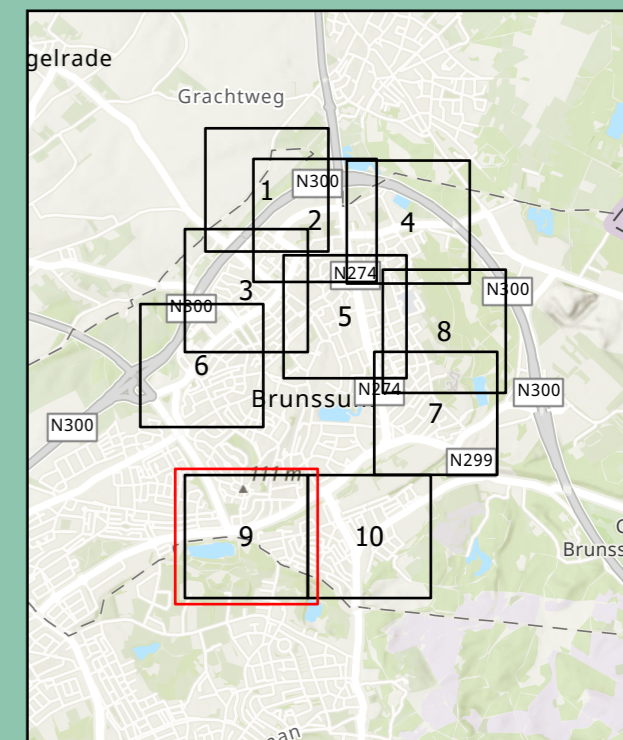 gelrade
Grachtweg
N300
1
2
4
N274
3
N300
N300
5
8
6
N274
N300
Brunssu
7
N300
N299
111 m
9
10
Brunss